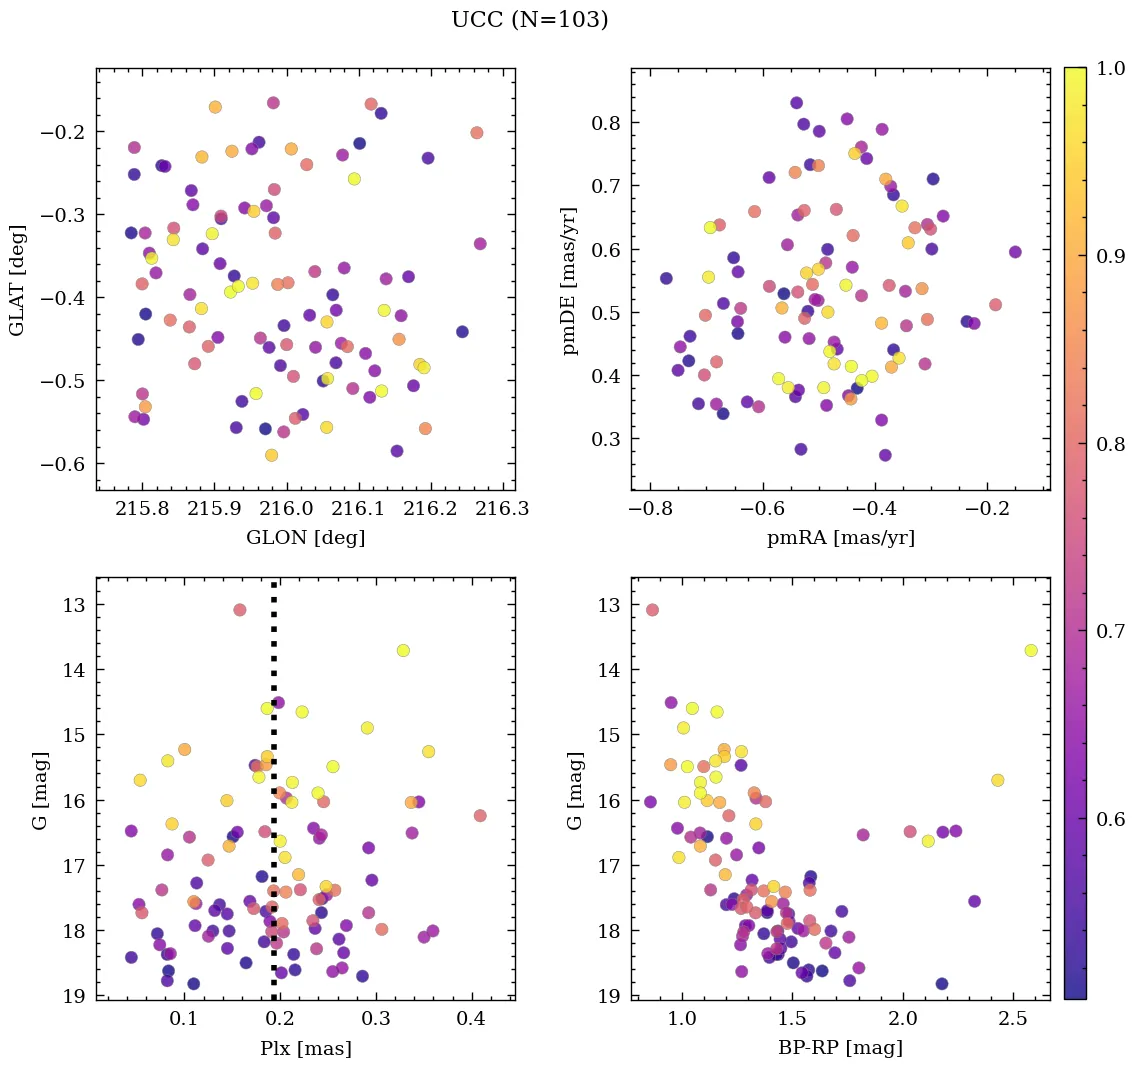 UCC (N=103)
−0.2
−0.3
−0.4
−0.5
−0.6
GLAT [deg]
215.8 215.9 216.0 216.1 216.2 216.3
GLON [deg]
0.8
0.7
0.6
0.5
0.4
0.3
pmDE [mas/yr]
−0.8 −0.6 −0.4 −0.2
pmRA [mas/yr]
13
14
15
16
17
18
19
G [mag]
0.1 0.2 0.3 0.4
Plx [mas]
13
14
15
16
17
18
19
G [mag]
1.0 1.5 2.0 2.5
BP-RP [mag]
1.0
0.9
0.8
0.7
0.6